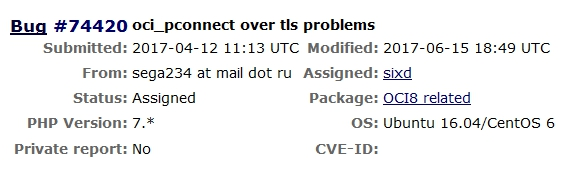 Bug #74420 oci_pconnect over tls problems
Submitted: 2017-04-12 11:13 UTC Modified: 2017-06-15 18:49 UTC
From: sega234 at mail dot ru Assigned: sixd
Status: Assigned Package: OCI8 related
PHP Version: 7.* OS: Ubuntu 16.04/CentOS 6
Private report: No CVE-ID: